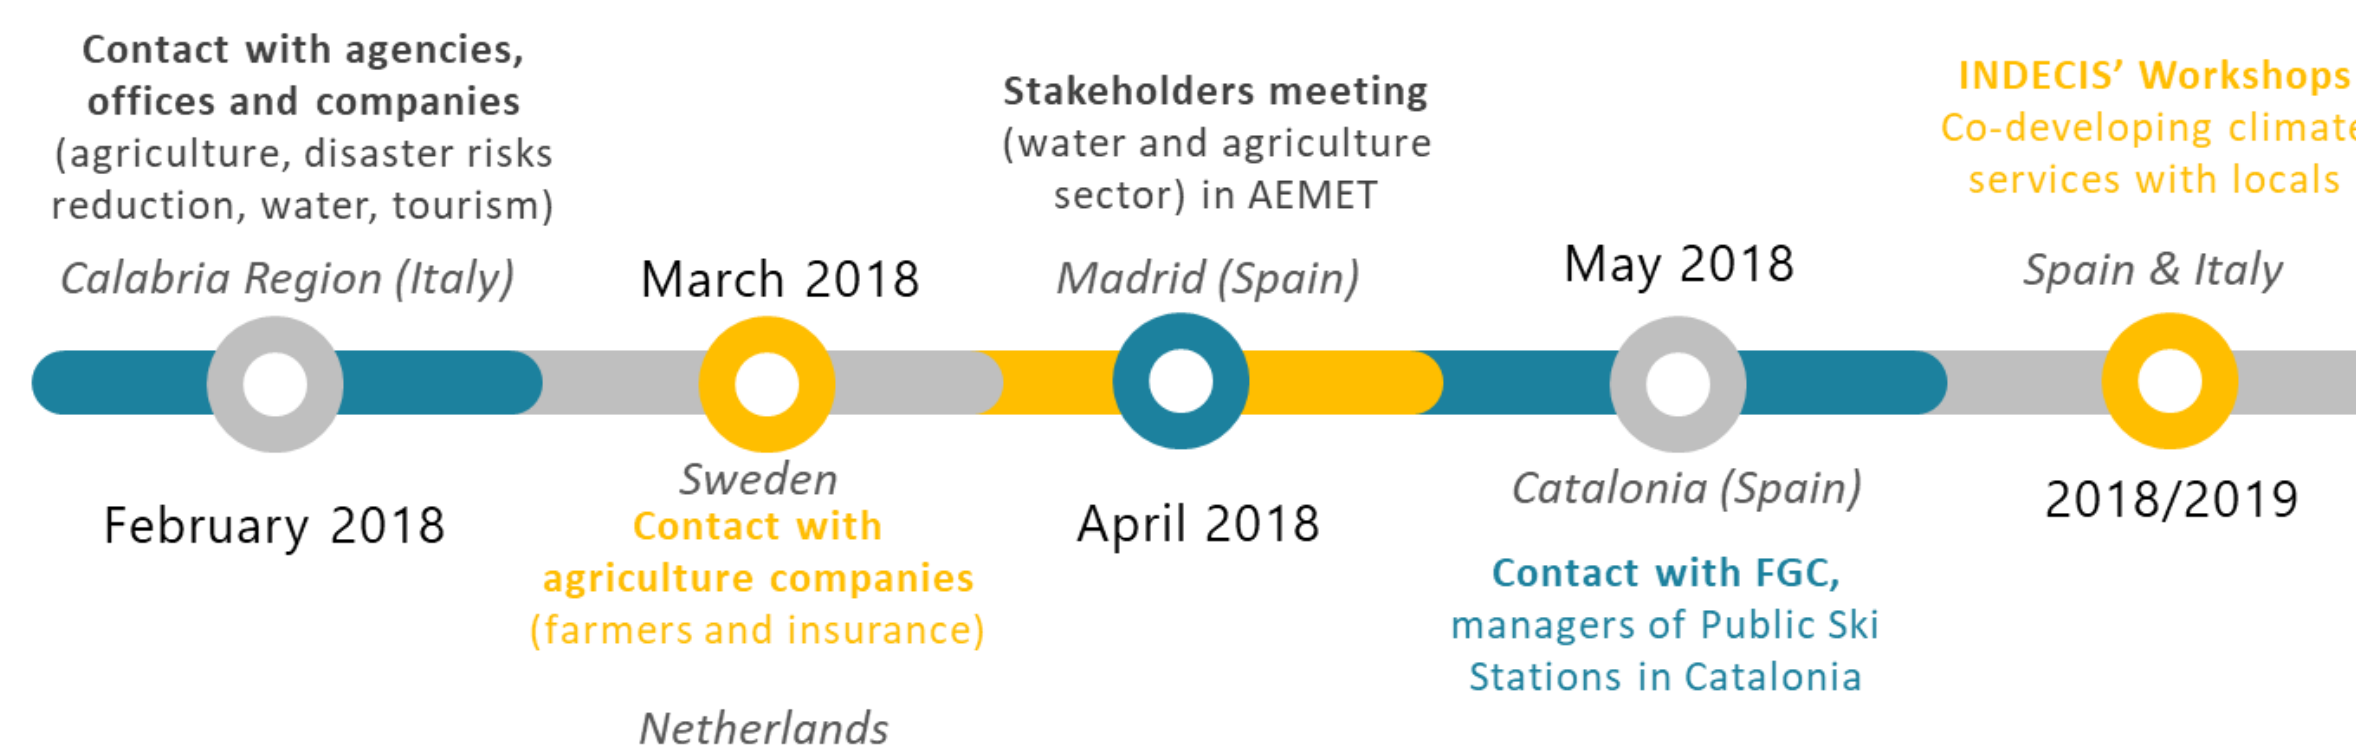 Contact with agencies,
offices and companies
(agriculture, disaster risks
reduction, water, tourism)
Calabria Region (Italy)
February 2018
March 2018
Sweden
Contact with
agriculture companies
(farmers and insurance)
Netherlands
Stakeholders meeting
(water and agriculture
sector) in AEMET
Madrid (Spain)
April 2018
May 2018
Catalonia (Spain)
Contact with FGC,
managers of Public Ski
Stations in Catalonia
INDECIS’ Workshops
Co-developing climate
services with locals
Spain & Italy
2018/2019